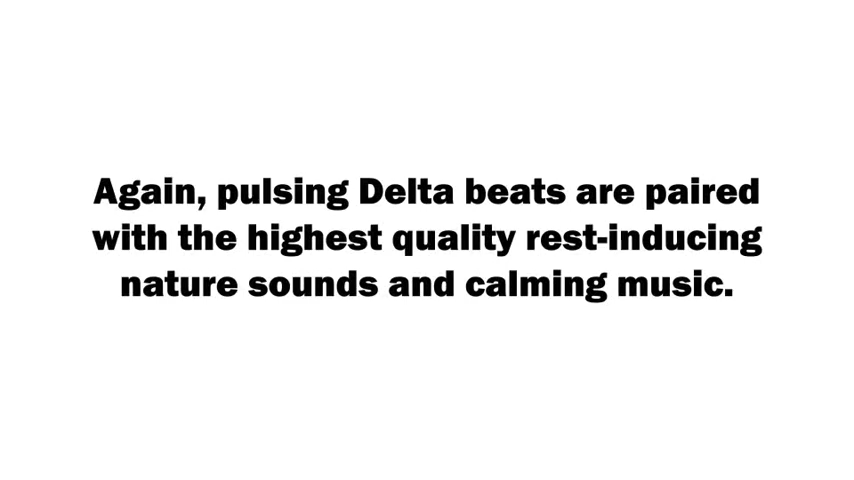 Again, pulsing Delta beats are paired
with the highest quality rest-inducing
nature sounds and calming music.